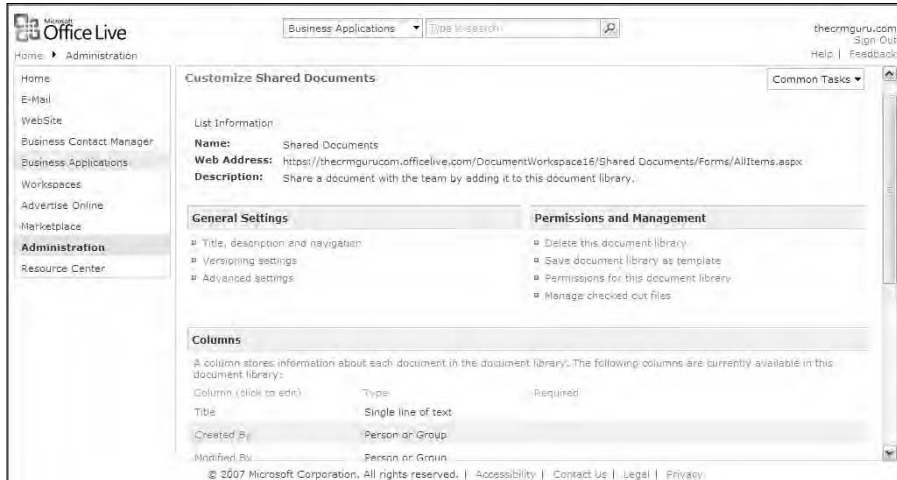 Microsoft
Office Live
Business Applications
Type to search
thecrmguru.com
Sign Out
Help | Feedback
Home ▶ Administration
Home
E-Mail
WebSite
Business Contact Manager
Business Applications
Workspaces
Advertise Online
Marketplace
Administration
Resource Center
Customize Shared Documents
Common Tasks
List Information
Name: Shared Documents
Web Address: https://thecrmgurucom.officelive.com/DocumentWorkspace16/Shared Documents/Forms/AllItems.aspx
Description: Share a document with the team by adding it to this document library.
General Settings
Title, description and navigation
Versioning settings
Advanced settings
Permissions and Management
Delete this document library
Save document library as template
Permissions for this document library
Manage checked out files
Columns
A column stores information about each document in the document library. The following columns are currently available in this
document library:
Column (click to edit) Type Required
Title Single line of text
Created By Person or Group
Modified By Person or Group
© 2007 Microsoft Corporation. All rights reserved. | Accessibility | Contact Us | Legal | Privacy